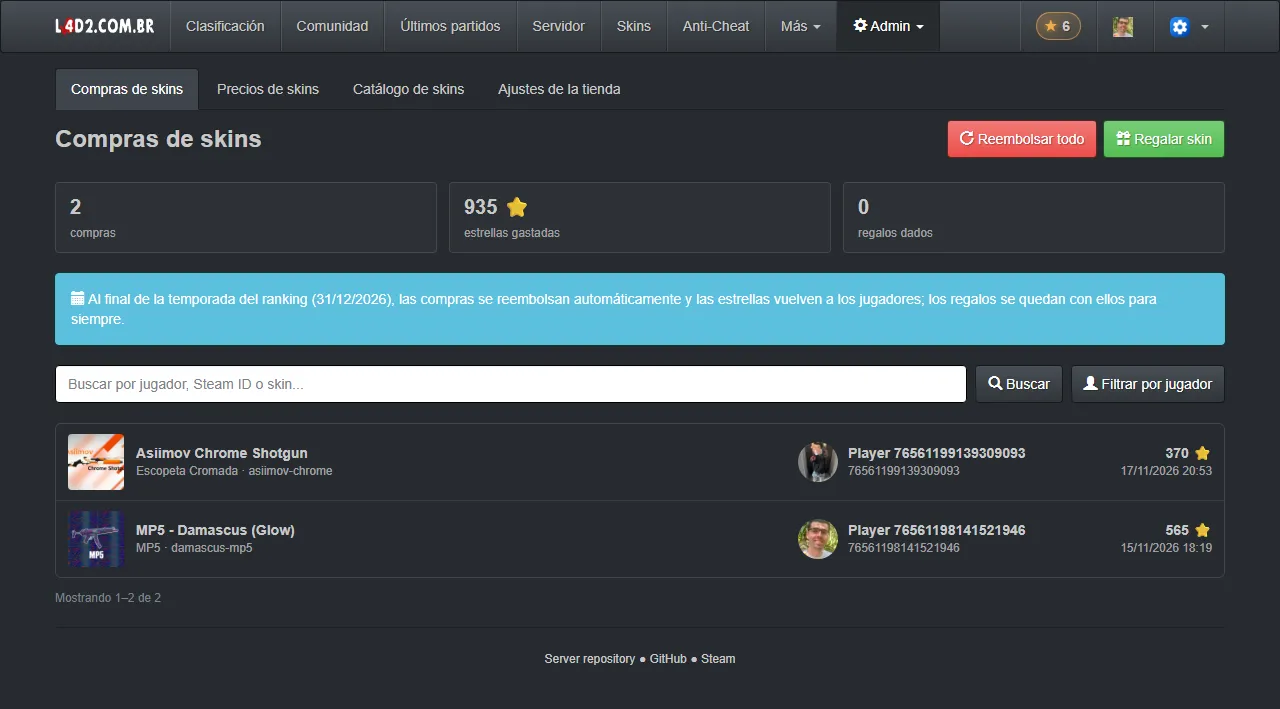 L4D2.COM.BR Clasificación Comunidad Últimos partidos Servidor Skins Anti-Cheat Más Admin 6
Compras de skins Precios de skins Catálogo de skins Ajustes de la tienda
Compras de skins
Reembolsar todo Regalar skin
2
compras
935
estrellas gastadas
0
regalos dados
Al final de la temporada del ranking (31/12/2026), las compras se reembolsan automáticamente y las estrellas vuelven a los jugadores; los regalos se quedan con ellos para
siempre.
Buscar por jugador, Steam ID o skin... Buscar Filtrar por jugador
Asiimov
Chrome Shotgun
Asiimov Chrome Shotgun
Escopeta Cromada · asiimov-chrome
Player 76561199139309093
76561199139309093
370
17/11/2026 20:53
MP5
MP5 - Damascus (Glow)
MP5 · damascus-mp5
Player 76561198141521946
76561198141521946
565
15/11/2026 18:19
Mostrando 1–2 de 2
Server repository ● GitHub ● Steam